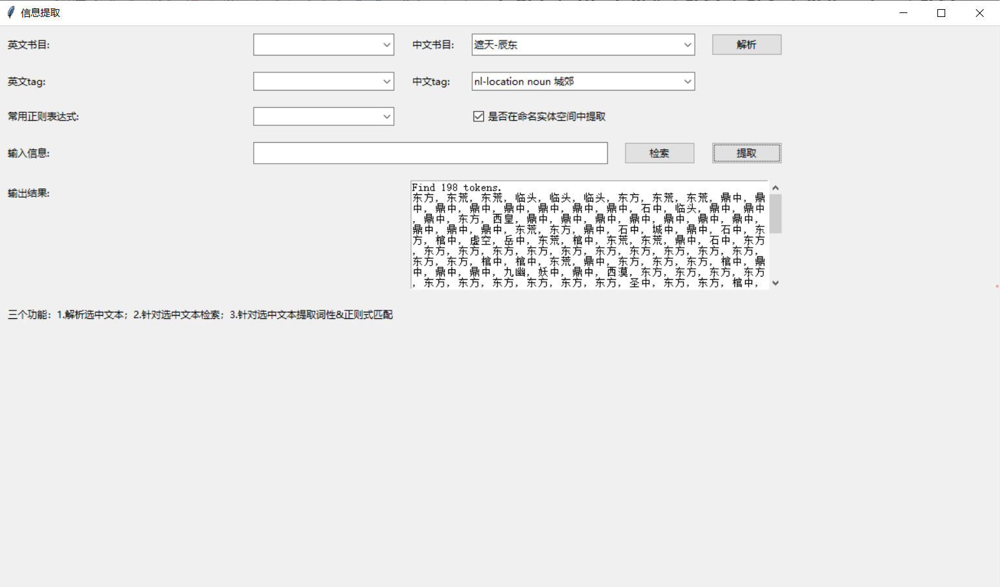 信息提取
英文书目:
中文书目:
遮天-辰东
解析
英文tag:
中文tag:
nl-location noun 城郊
常用正则表达式:
是否在命名实体空间中提取
输入信息:
检索
提取
输出结果:
Find 198 tokens.
东方, 东荒, 东荒, 临头, 临头, 临头, 东方, 东荒, 东荒, 鼎中, 鼎
中, 鼎中, 鼎中, 鼎中, 鼎中, 鼎中, 鼎中, 石中, 临头, 鼎中, 鼎中
, 鼎中, 东方, 西皇, 鼎中, 鼎中, 鼎中, 鼎中, 鼎中, 鼎中, 鼎中,
鼎中, 鼎中, 鼎中, 东荒, 东方, 鼎中, 石中, 城中, 鼎中, 石中, 东
方, 棺中, 虚空, 岳中, 东荒, 棺中, 东荒, 东荒, 鼎中, 石中, 东方
, 东方, 东方, 东方, 东方, 东方, 东方, 东方, 东方, 东方, 东方,
东方, 东方, 棺中, 棺中, 东荒, 鼎中, 东方, 东方, 东方, 棺中, 鼎
中, 鼎中, 鼎中, 九幽, 妖中, 鼎中, 西漠, 东方, 东方, 东方, 东方
, 东方, 东方, 东方, 东方, 东方, 东方, 圣中, 东方, 东方, 棺中,
三个功能：1.解析选中文本；2.针对选中文本检索；3.针对选中文本提取词性&正则式匹配